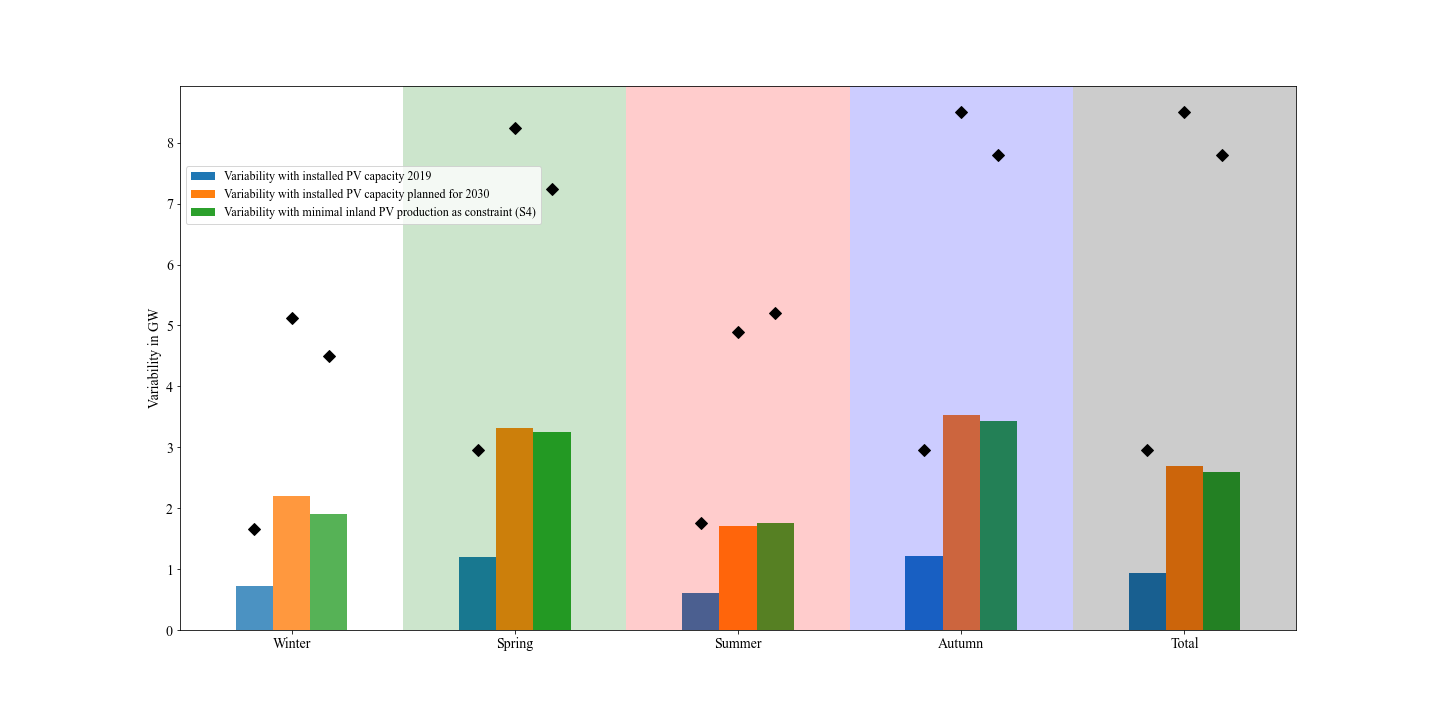 8
7
6
5
4
3
2
1
0
Variability in GW
Variability with installed PV capacity 2019
Variability with installed PV capacity planned for 2030
Variability with minimal inland PV production as constraint (S4)
Winter
Spring
Summer
Autumn
Total